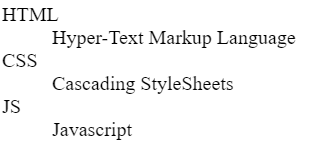 HTML
Hyper-Text Markup Language
CSS
Cascading StyleSheets
JS
Javascript